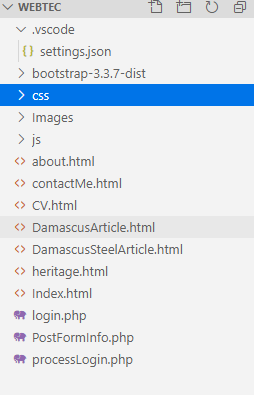 WEBTEC
.vscode
{} settings.json
bootstrap-3.3.7-dist
css
Images
js
<> about.html
<> contactMe.html
<> CV.html
<> DamascusArticle.html
<> DamascusSteelArticle.html
<> heritage.html
<> Index.html
login.php
PostFormInfo.php
processLogin.php